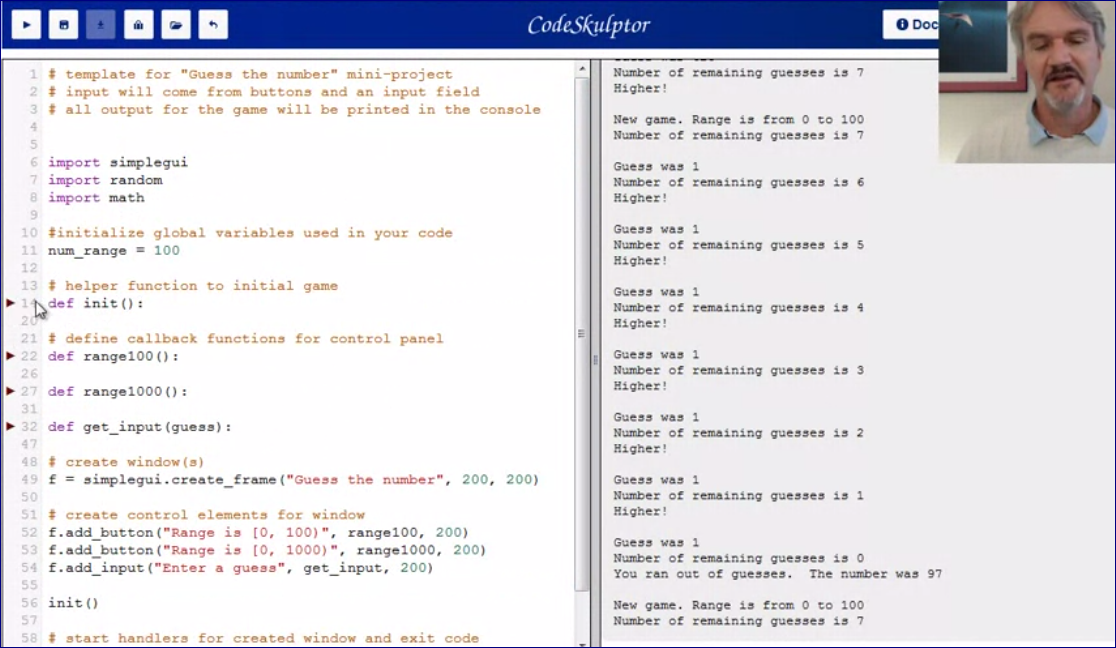 CodeSkulptor
Doc
1 # template for "Guess the number" mini-project
2 # input will come from buttons and an input field
3 # all output for the game will be printed in the console
4
5
6 import simplegui
7 import random
8 import math
9
10 #initialize global variables used in your code
11 num_range = 100
12
13 # helper function to initial game
14 def init():
20
21 # define callback functions for control panel
22 def range100():
26
27 def range1000():
31
32 def get_input(guess):
47
48 # create window(s)
49 f = simplegui.create_frame("Guess the number", 200, 200)
50
51 # create control elements for window
52 f.add_button("Range is [0, 100)", range100, 200)
53 f.add_button("Range is [0, 1000)", range1000, 200)
54 f.add_input("Enter a guess", get_input, 200)
55
56 init()
57
58 # start handlers for created window and exit code
Number of remaining guesses is 7
Higher!
New game. Range is from 0 to 100
Number of remaining guesses is 7
Guess was 1
Number of remaining guesses is 6
Higher!
Guess was 1
Number of remaining guesses is 5
Higher!
Guess was 1
Number of remaining guesses is 4
Higher!
Guess was 1
Number of remaining guesses is 3
Higher!
Guess was 1
Number of remaining guesses is 2
Higher!
Guess was 1
Number of remaining guesses is 1
Higher!
Guess was 1
Number of remaining guesses is 0
You ran out of guesses.  The number was 97
New game. Range is from 0 to 100
Number of remaining guesses is 7